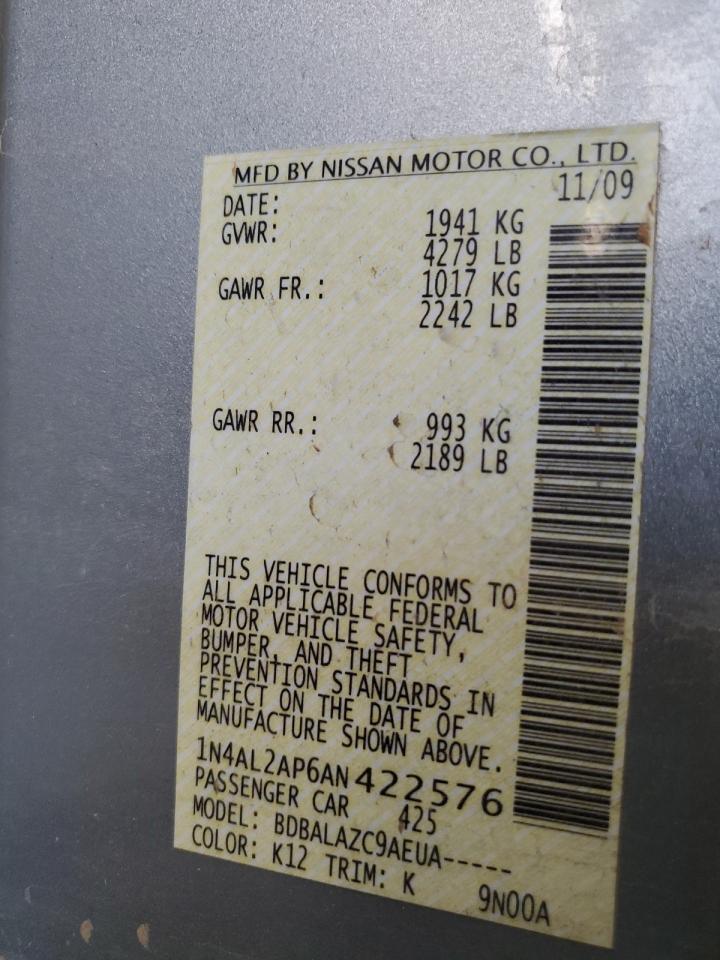 MFD BY NISSAN MOTOR CO., LTD.
DATE: 11/09
GVWR: 1941 KG
4279 LB
GAWR FR.: 1017 KG
2242 LB
GAWR RR.: 993 KG
2189 LB
THIS VEHICLE CONFORMS TO
ALL APPLICABLE FEDERAL
MOTOR VEHICLE SAFETY,
BUMPER, AND THEFT
PREVENTION STANDARDS IN
EFFECT ON THE DATE OF
MANUFACTURE SHOWN ABOVE.
1N4AL2AP6AN422576
PASSENGER CAR 425
MODEL: BDBALAZC9AEUA-----
COLOR: K12 TRIM: K 9N00A